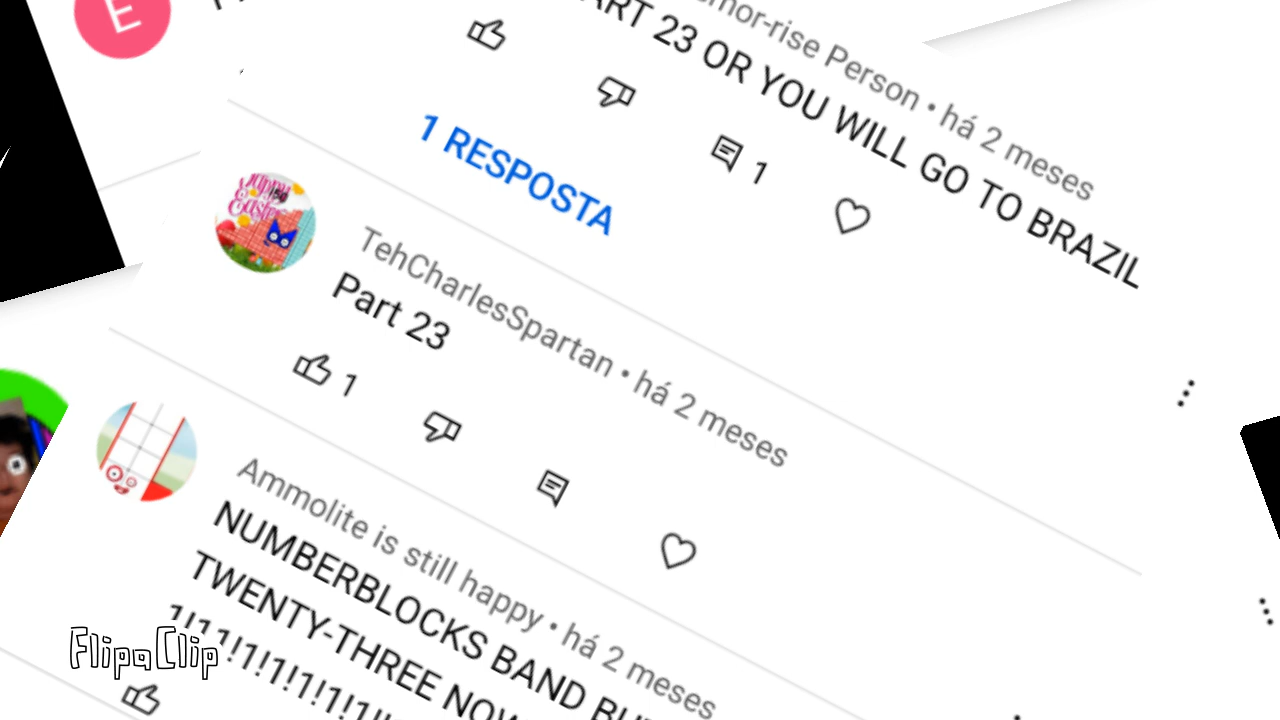 E
Person • há 2 meses
23 OR YOU WILL GO TO BRAZIL
1
1 RESPOSTA
TehCharlesSpartan • há 2 meses
Part 23
1
Ammolite is still happy • há 2 meses
NUMBERBLOCKS BAND
TWENTY-THREE NOW
FlipaClip